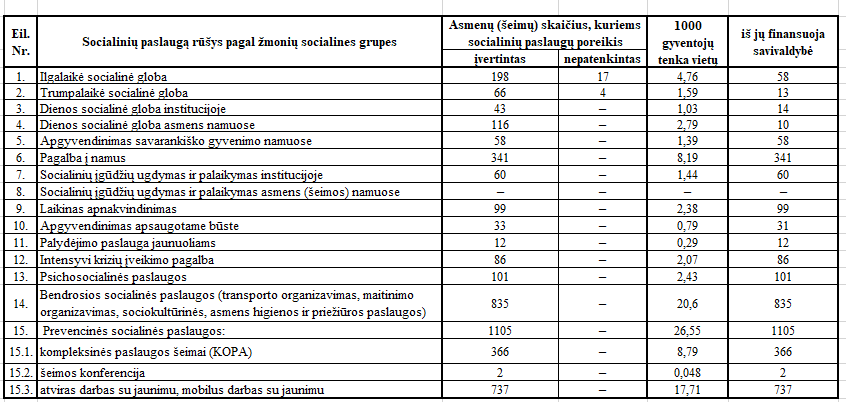 Eil. Nr. | Socialinių paslaugą rūšys pagal žmonių socialines grupes | Asmenų (šeimų) skaičius, kuriems socialinių paslaugų poreikis | 1000 gyventojų tenka vietų | iš jų finansuoja savivaldybė
įvertintas | nepatenkintas
1. | Ilgalaikė socialinė globa | 198 | 17 | 4,76 | 58
2. | Trumpalaikė socialinė globa | 66 | 4 | 1,59 | 13
3. | Dienos socialinė globa institucijoje | 43 | – | 1,03 | 14
4. | Dienos socialinė globa asmens namuose | 116 | – | 2,79 | 10
5. | Apgyvendinimas savarankiško gyvenimo namuose | 58 | – | 1,39 | 58
6. | Pagalba į namus | 341 | – | 8,19 | 341
7. | Socialinių įgūdžių ugdymas ir palaikymas institucijoje | 60 | – | 1,44 | 60
8. | Socialinių įgūdžių ugdymas ir palaikymas asmens (šeimos) namuose | – | – | – | –
9. | Laikinas apnakvindinimas | 99 | – | 2,38 | 99
10. | Apgyvendinimas apsaugotame būste | 33 | – | 0,79 | 31
11. | Palydėjimo paslauga jaunuoliams | 12 | – | 0,29 | 12
12. | Intensyvi krizių įveikimo pagalba | 86 | – | 2,07 | 86
13. | Psichosocialinės paslaugos | 101 | – | 2,43 | 101
14. | Bendrosios socialinės paslaugos (transporto organizavimas, maitinimo organizavimas, sociokultūrinės, asmens higienos ir priežiūros paslaugos) | 835 | – | 20,6 | 835
15. | Prevencinės socialinės paslaugos: | 1105 | – | 26,55 | 1105
15.1. | kompleksinės paslaugos šeimai (KOPA) | 366 | – | 8,79 | 366
15.2. | šeimos konferencija | 2 | – | 0,048 | 2
15.3. | atviras darbas su jaunimu, mobilus darbas su jaunimu | 737 | – | 17,71 | 737